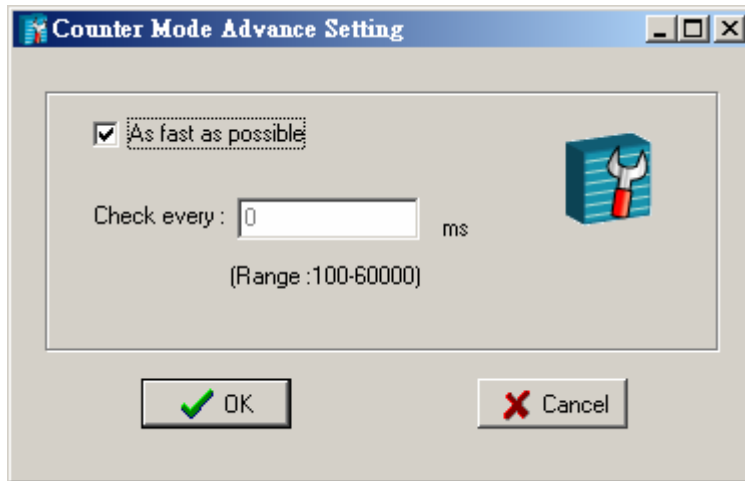 Counter Mode Advance Setting
As fast as possible
Check every : 0 ms
(Range :100-60000)
OK
Cancel